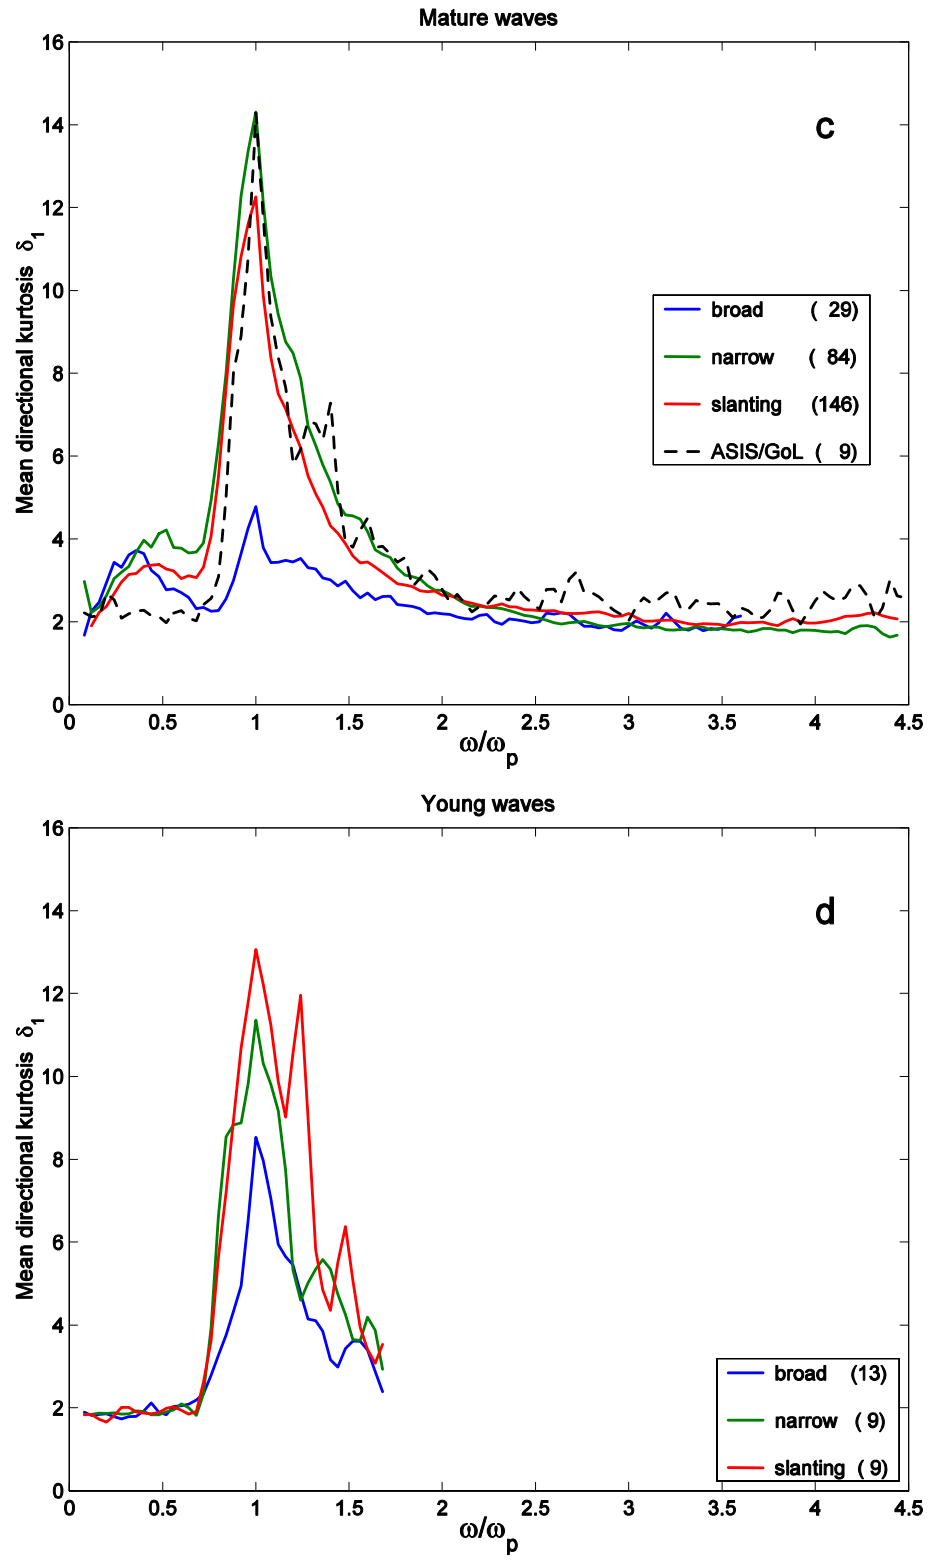 Mature waves
16
14
12
10
8
6
4
2
0
Mean directional kurtosis δ1
c
broad ( 29)
narrow ( 84)
slanting (146)
ASIS/GoL ( 9)
0 0.5 1 1.5 2 2.5 3 3.5 4 4.5
ω/ωp
Young waves
16
14
12
10
8
6
4
2
0
Mean directional kurtosis δ1
d
broad (13)
narrow ( 9)
slanting ( 9)
0 0.5 1 1.5 2 2.5 3 3.5 4 4.5
ω/ωp